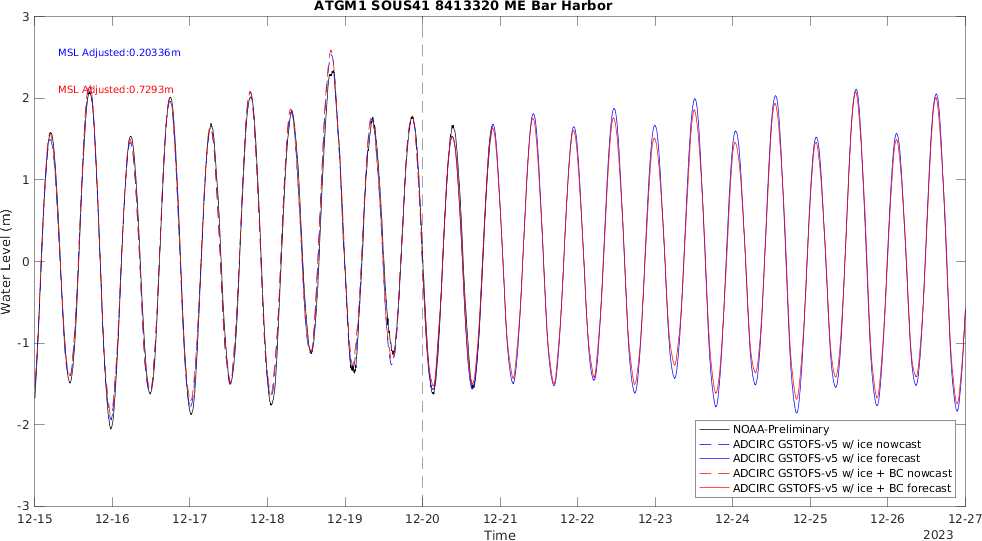 ATGM1 SOUS41 8413320 ME Bar Harbor
3
2
1
0
-1
-2
-3
Water Level (m)
MSL Adjusted:0.20336m
MSL Adjusted:0.7293m
NOAA-Preliminary
ADCIRC GSTOFS-v5 w/ ice nowcast
ADCIRC GSTOFS-v5 w/ ice forecast
ADCIRC GSTOFS-v5 w/ ice + BC nowcast
ADCIRC GSTOFS-v5 w/ ice + BC forecast
12-15 12-16 12-17 12-18 12-19 12-20 12-21 12-22 12-23 12-24 12-25 12-26 12-27
Time
2023